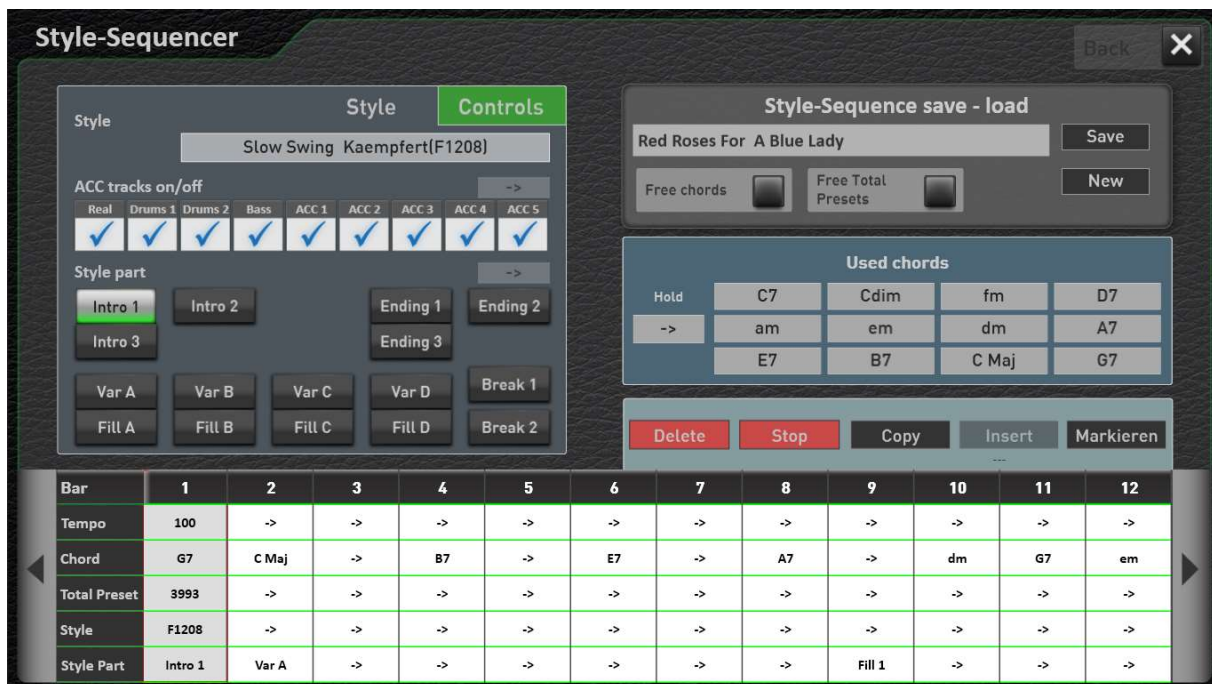 Style-Sequencer
Back
Style
Style
Controls
Slow Swing Kaempfert(F1208)
ACC tracks on/off
->
Real Drums 1 Drums 2 Bass ACC 1 ACC 2 ACC 3 ACC 4 ACC 5
Style part
->
Intro 1 Intro 2 Ending 1 Ending 2
Intro 3 Ending 3
Var A Var B Var C Var D Break 1
Fill A Fill B Fill C Fill D Break 2
Style-Sequence save - load
Red Roses For A Blue Lady
Save
Free chords
Free Total
Presets
New
Used chords
Hold C7 Cdim fm D7
-> am em dm A7
E7 B7 C Maj G7
Delete Stop Copy Insert Markieren
---
Bar 1 2 3 4 5 6 7 8 9 10 11 12
Tempo 100 -> -> -> -> -> -> -> -> -> -> ->
Chord G7 C Maj -> B7 -> E7 -> A7 -> dm G7 em
Total Preset 3993 -> -> -> -> -> -> -> -> -> -> ->
Style F1208 -> -> -> -> -> -> -> -> -> -> ->
Style Part Intro 1 Var A -> -> -> -> -> -> Fill 1 -> -> ->